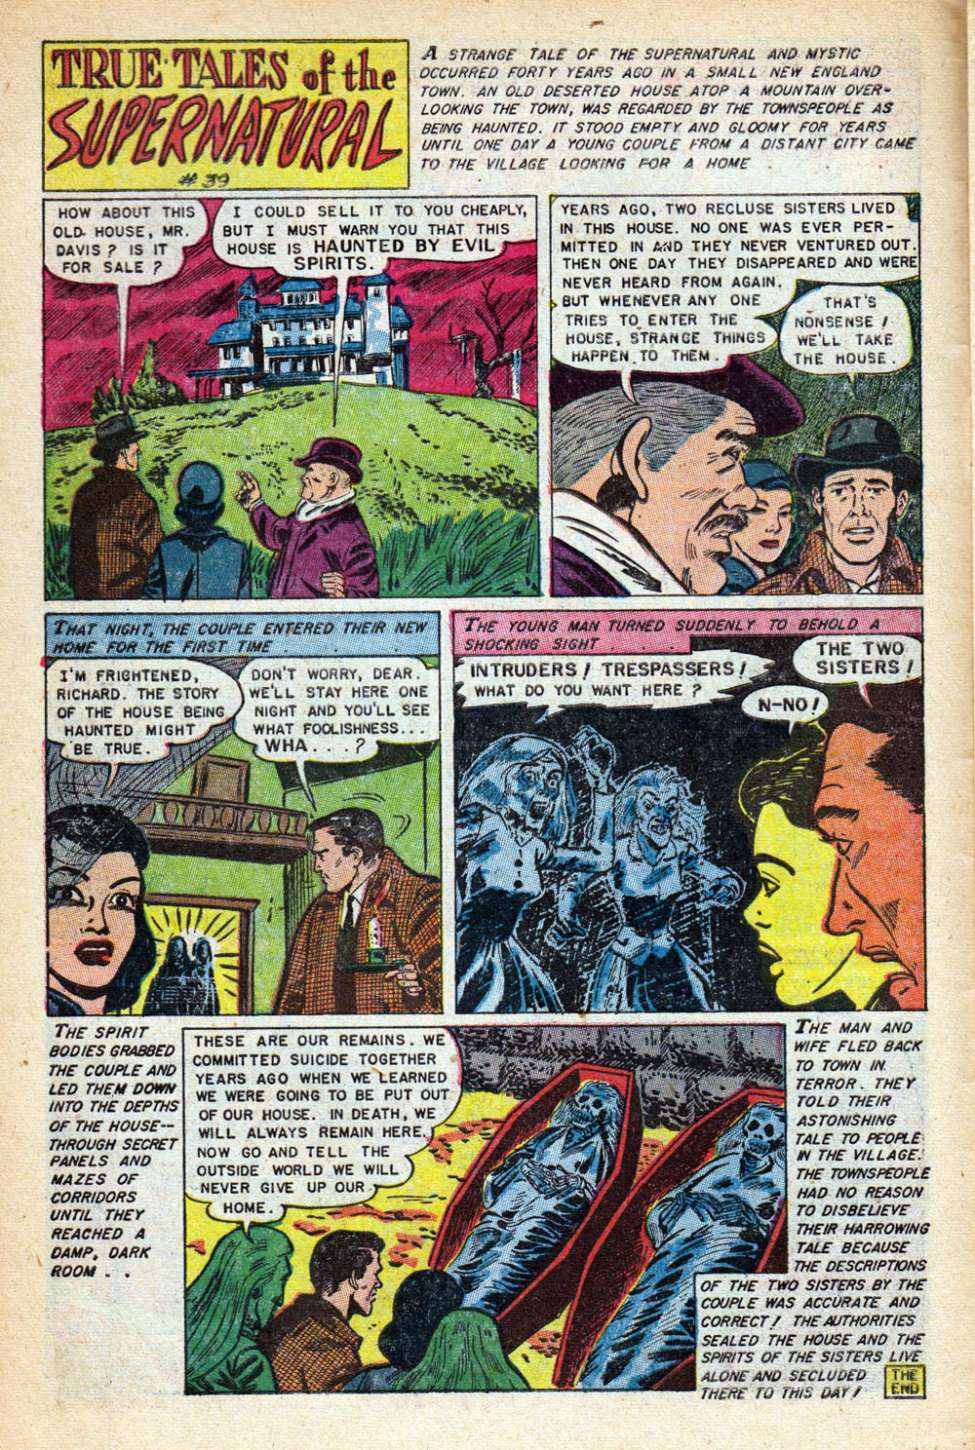 TRUE TALES of the
SUPERNATURAL
#39
A STRANGE TALE OF THE SUPERNATURAL AND MYSTIC
OCCURRED FORTY YEARS AGO IN A SMALL NEW ENGLAND
TOWN. AN OLD DESERTED HOUSE ATOP A MOUNTAIN OVER-
LOOKING THE TOWN, WAS REGARDED BY THE TOWNSPEOPLE AS
BEING HAUNTED. IT STOOD EMPTY AND GLOOMY FOR YEARS
UNTIL ONE DAY A YOUNG COUPLE FROM A DISTANT CITY CAME
TO THE VILLAGE LOOKING FOR A HOME
HOW ABOUT THIS
OLD HOUSE, MR.
DAVIS? IS IT
FOR SALE?
I COULD SELL IT TO YOU CHEAPLY,
BUT I MUST WARN YOU THAT THIS
HOUSE IS HAUNTED BY EVIL
SPIRITS.
YEARS AGO, TWO RECLUSE SISTERS LIVED
IN THIS HOUSE. NO ONE WAS EVER PER-
MITTED IN AND THEY NEVER VENTURED OUT.
THEN ONE DAY THEY DISAPPEARED AND WERE
NEVER HEARD FROM AGAIN.
BUT WHENEVER ANY ONE
TRIES TO ENTER THE
HOUSE, STRANGE THINGS
HAPPEN TO THEM.
THAT'S
NONSENSE!
WE'LL TAKE
THE HOUSE.
THAT NIGHT, THE COUPLE ENTERED THEIR NEW
HOME FOR THE FIRST TIME . . . . . . . .
I'M FRIGHTENED,
RICHARD. THE STORY
OF THE HOUSE BEING
HAUNTED MIGHT
BE TRUE.
DON'T WORRY, DEAR.
WE'LL STAY HERE ONE
NIGHT AND YOU'LL SEE
WHAT FOOLISHNESS...
WHA . . . ?
THE YOUNG MAN TURNED SUDDENLY TO BEHOLD A
SHOCKING SIGHT . . . . .
INTRUDERS! TRESPASSERS!
WHAT DO YOU WANT HERE?
N-NO!
THE TWO
SISTERS!
THE SPIRIT
BODIES GRABBED
THE COUPLE AND
LED THEM DOWN
INTO THE DEPTHS
OF THE HOUSE--
THROUGH SECRET
PANELS AND
MAZES OF
CORRIDORS
UNTIL THEY
REACHED A
DAMP, DARK
ROOM . .
THESE ARE OUR REMAINS. WE
COMMITTED SUICIDE TOGETHER
YEARS AGO WHEN WE LEARNED
WE WERE GOING TO BE PUT OUT
OF OUR HOUSE. IN DEATH, WE
WILL ALWAYS REMAIN HERE.
NOW GO AND TELL THE
OUTSIDE WORLD WE WILL
NEVER GIVE UP OUR
HOME.
THE MAN AND
WIFE FLED BACK
TO TOWN IN
TERROR. THEY
TOLD THEIR
ASTONISHING
TALE TO PEOPLE
IN THE VILLAGE.
THE TOWNSPEOPLE
HAD NO REASON
TO DISBELIEVE
THEIR HARROWING
TALE BECAUSE
THE DESCRIPTIONS
OF THE TWO SISTERS BY THE
COUPLE WAS ACCURATE AND
CORRECT! THE AUTHORITIES
SEALED THE HOUSE AND THE
SPIRITS OF THE SISTERS LIVE
ALONE AND SECLUDED
THERE TO THIS DAY!
THE
END